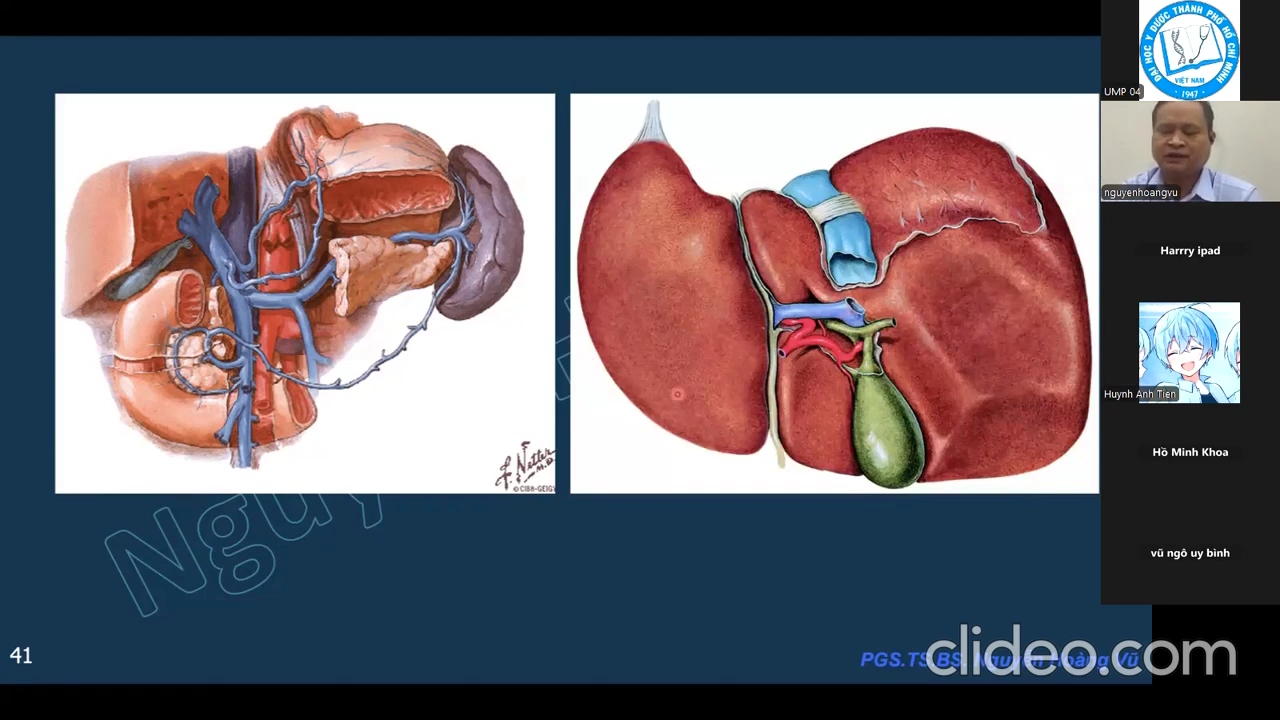 ĐẠI HỌC Y DƯỢC THÀNH PHỐ HỒ CHÍ MINH
VIỆT NAM
1947
UMP 04
nguyenhoangvu
Harrry ipad
Huynh Anh Tien
Hồ Minh Khoa
vũ ngô uy bình
F. Netter
M.D.
© CIBA-GEIGY
Nguy
41
PGS.TS.BS. Nguyễn Hoàng Vũ
clideo.com